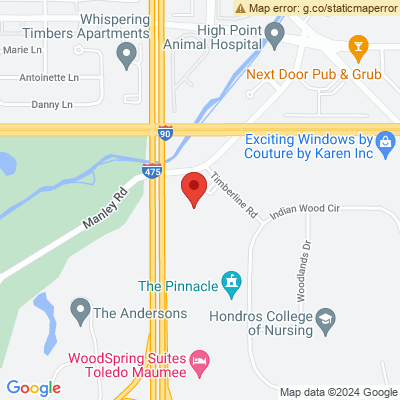 Map error: g.co/staticmaperror
Whispering
Timbers Apartments
High Point
Animal Hospital
Marie Ln
Antoinette Ln
Next Door Pub & Grub
Danny Ln
90
Exciting Windows by
Couture by Karen Inc
475
Manley Rd
Timberline Rd
Indian Wood Cir
Woodlands Dr
The Pinnacle
The Andersons
Hondros College
of Nursing
WoodSpring Suites
Toledo Maumee
Google
Map data ©2024 Google